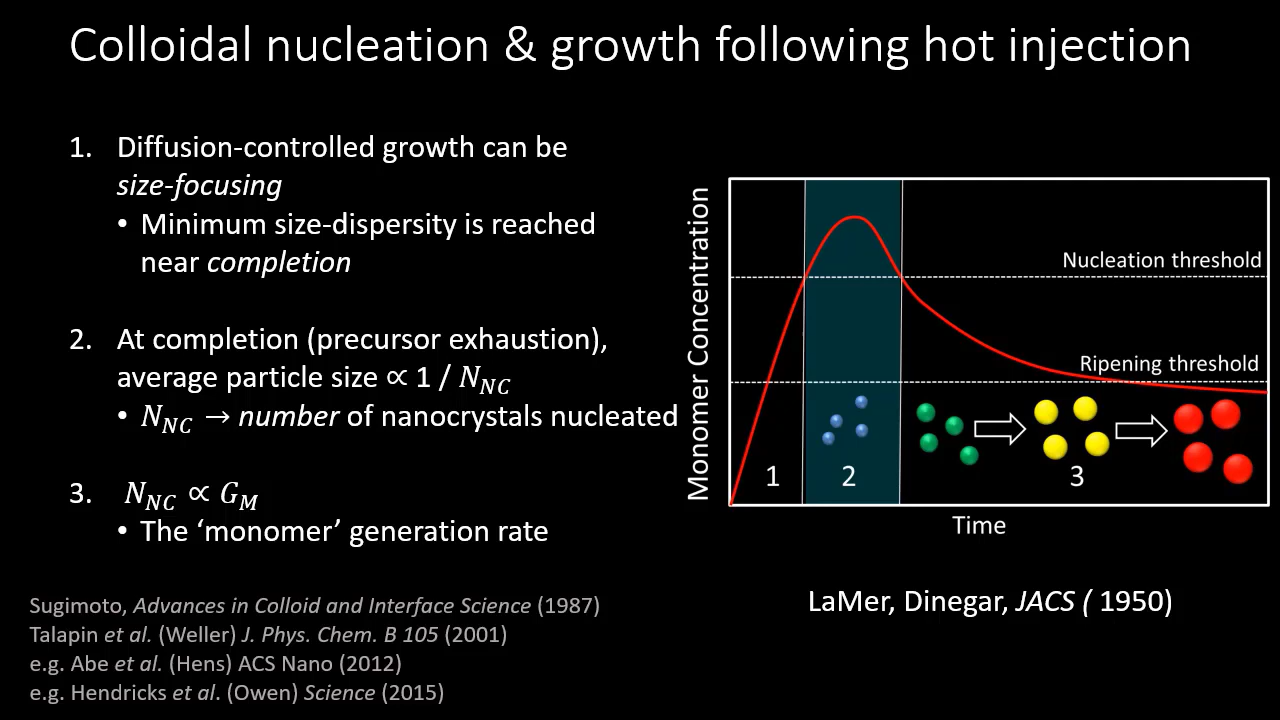 Colloidal nucleation & growth following hot injection
1. Diffusion-controlled growth can be
size-focusing
• Minimum size-dispersity is reached
near completion
2. At completion (precursor exhaustion),
average particle size ∝ 1 / N_NC
• N_NC → number of nanocrystals nucleated
3. N_NC ∝ G_M
• The ‘monomer’ generation rate
Sugimoto, Advances in Colloid and Interface Science (1987)
Talapin et al. (Weller) J. Phys. Chem. B 105 (2001)
e.g. Abe et al. (Hens) ACS Nano (2012)
e.g. Hendricks et al. (Owen) Science (2015)
Monomer Concentration
Nucleation threshold
Ripening threshold
1
2
3
Time
LaMer, Dinegar, JACS ( 1950)